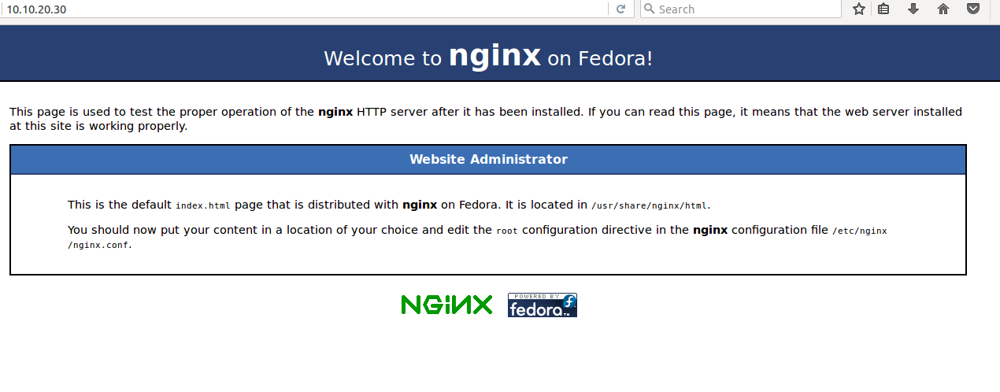 10.10.20.30
Search
Welcome to nginx on Fedora!
This page is used to test the proper operation of the nginx HTTP server after it has been installed. If you can read this page, it means that the web server installed
at this site is working properly.
Website Administrator
This is the default index.html page that is distributed with nginx on Fedora. It is located in /usr/share/nginx/html.
You should now put your content in a location of your choice and edit the root configuration directive in the nginx configuration file /etc/nginx
/nginx.conf.
NGiNX
POWERED BY
fedora™